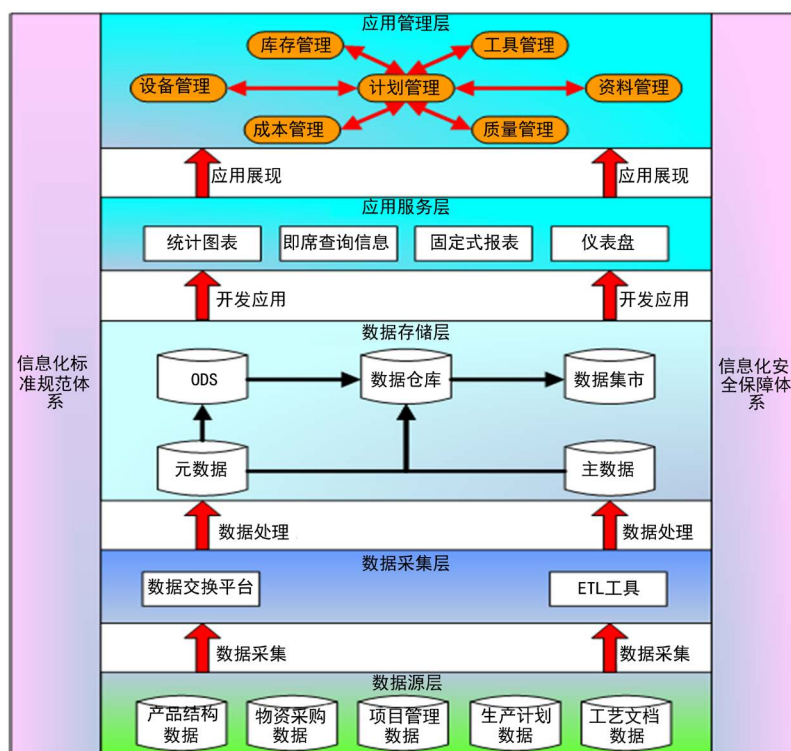 应用管理层
库存管理
工具管理
设备管理
计划管理
资料管理
成本管理
质量管理
应用展现
应用展现
应用服务层
统计图表
即席查询信息
固定式报表
仪表盘
开发应用
开发应用
数据存储层
信息化标
准规范体
系
信息化安
全保障体
系
ODS
数据仓库
数据集市
元数据
主数据
数据处理
数据处理
数据采集层
数据交换平台
ETL工具
数据采集
数据采集
数据源层
产品结构
数据
物资采购
数据
项目管理
数据
生产计划
数据
工艺文档
数据